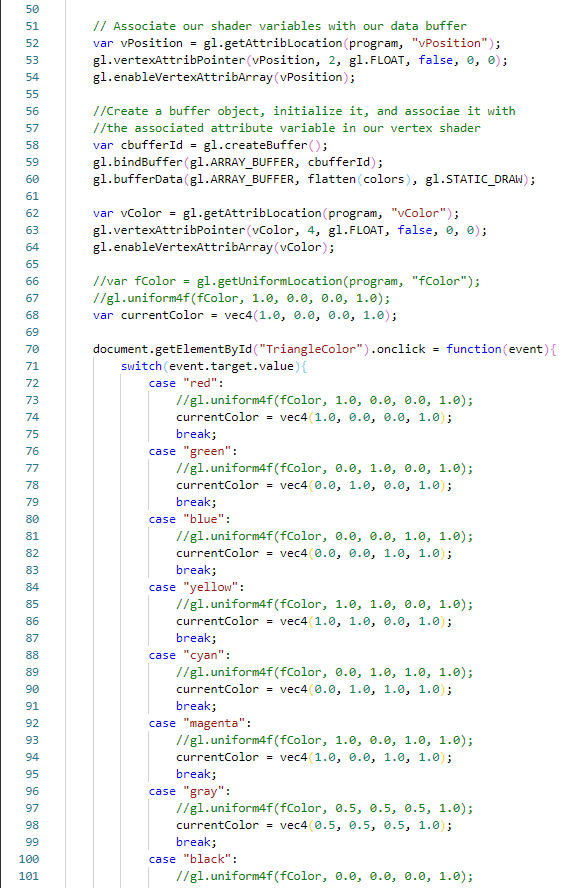 50
51 // Associate our shader variables with our data buffer
52 var vPosition = gl.getAttribLocation(program, "vPosition");
53 gl.vertexAttribPointer(vPosition, 2, gl.FLOAT, false, 0, 0);
54 gl.enableVertexAttribArray(vPosition);
55
56 //Create a buffer object, initialize it, and associae it with
57 //the associated attribute variable in our vertex shader
58 var cbufferId = gl.createBuffer();
59 gl.bindBuffer(gl.ARRAY_BUFFER, cbufferId);
60 gl.bufferData(gl.ARRAY_BUFFER, flatten(colors), gl.STATIC_DRAW);
61
62 var vColor = gl.getAttribLocation(program, "vColor");
63 gl.vertexAttribPointer(vColor, 4, gl.FLOAT, false, 0, 0);
64 gl.enableVertexAttribArray(vColor);
65
66 //var fColor = gl.getUniformLocation(program, "fColor");
67 //gl.uniform4f(fColor, 1.0, 0.0, 0.0, 1.0);
68 var currentColor = vec4(1.0, 0.0, 0.0, 1.0);
69
70 document.getElementById("TriangleColor").onclick = function(event){
71 switch(event.target.value){
72 case "red":
73 //gl.uniform4f(fColor, 1.0, 0.0, 0.0, 1.0);
74 currentColor = vec4(1.0, 0.0, 0.0, 1.0);
75 break;
76 case "green":
77 //gl.uniform4f(fColor, 0.0, 1.0, 0.0, 1.0);
78 currentColor = vec4(0.0, 1.0, 0.0, 1.0);
79 break;
80 case "blue":
81 //gl.uniform4f(fColor, 0.0, 0.0, 1.0, 1.0);
82 currentColor = vec4(0.0, 0.0, 1.0, 1.0);
83 break;
84 case "yellow":
85 //gl.uniform4f(fColor, 1.0, 1.0, 0.0, 1.0);
86 currentColor = vec4(1.0, 1.0, 0.0, 1.0);
87 break;
88 case "cyan":
89 //gl.uniform4f(fColor, 0.0, 1.0, 1.0, 1.0);
90 currentColor = vec4(0.0, 1.0, 1.0, 1.0);
91 break;
92 case "magenta":
93 //gl.uniform4f(fColor, 1.0, 0.0, 1.0, 1.0);
94 currentColor = vec4(1.0, 0.0, 1.0, 1.0);
95 break;
96 case "gray":
97 //gl.uniform4f(fColor, 0.5, 0.5, 0.5, 1.0);
98 currentColor = vec4(0.5, 0.5, 0.5, 1.0);
99 break;
100 case "black":
101 //gl.uniform4f(fColor, 0.0, 0.0, 0.0, 1.0);